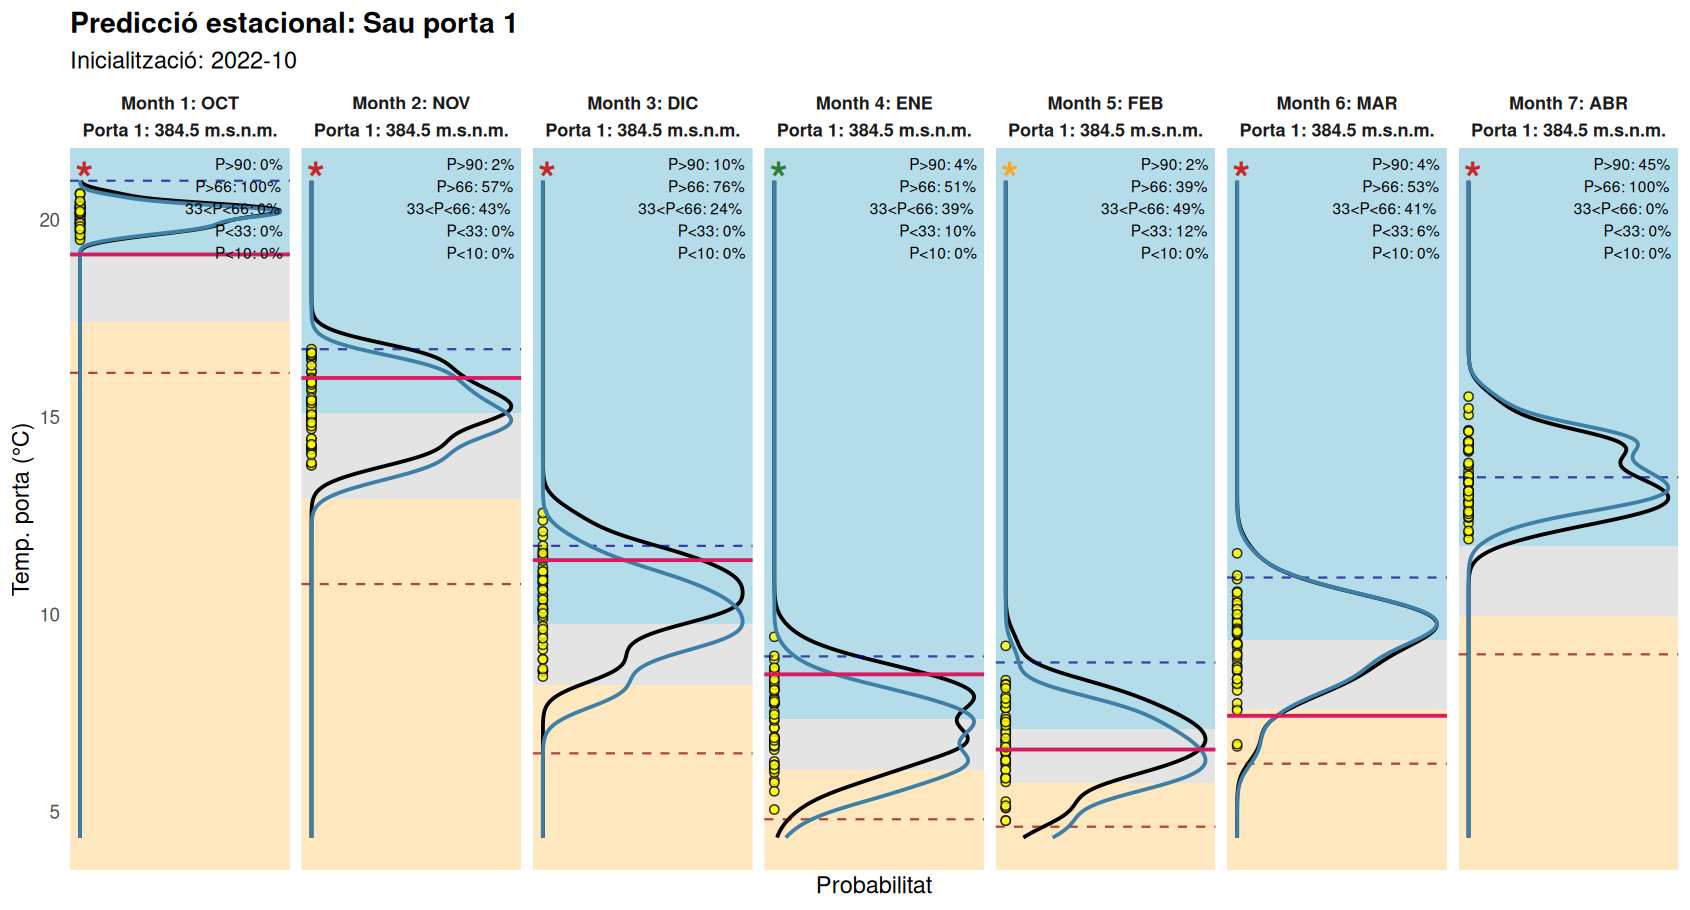 Predicció estacional: Sau porta 1
Inicialització: 2022-10
Month 1: OCT
Porta 1: 384.5 m.s.n.m.
Month 2: NOV
Porta 1: 384.5 m.s.n.m.
Month 3: DIC
Porta 1: 384.5 m.s.n.m.
Month 4: ENE
Porta 1: 384.5 m.s.n.m.
Month 5: FEB
Porta 1: 384.5 m.s.n.m.
Month 6: MAR
Porta 1: 384.5 m.s.n.m.
Month 7: ABR
Porta 1: 384.5 m.s.n.m.
*
P>90: 0%
P>66: 100%
33<P<66: 0%
P<33: 0%
P<10: 0%
*
P>90: 2%
P>66: 57%
33<P<66: 43%
P<33: 0%
P<10: 0%
*
P>90: 10%
P>66: 76%
33<P<66: 24%
P<33: 0%
P<10: 0%
*
P>90: 4%
P>66: 51%
33<P<66: 39%
P<33: 10%
P<10: 0%
*
P>90: 2%
P>66: 39%
33<P<66: 49%
P<33: 12%
P<10: 0%
*
P>90: 4%
P>66: 53%
33<P<66: 41%
P<33: 6%
P<10: 0%
*
P>90: 45%
P>66: 100%
33<P<66: 0%
P<33: 0%
P<10: 0%
20
15
10
5
Temp. porta (°C)
Probabilitat